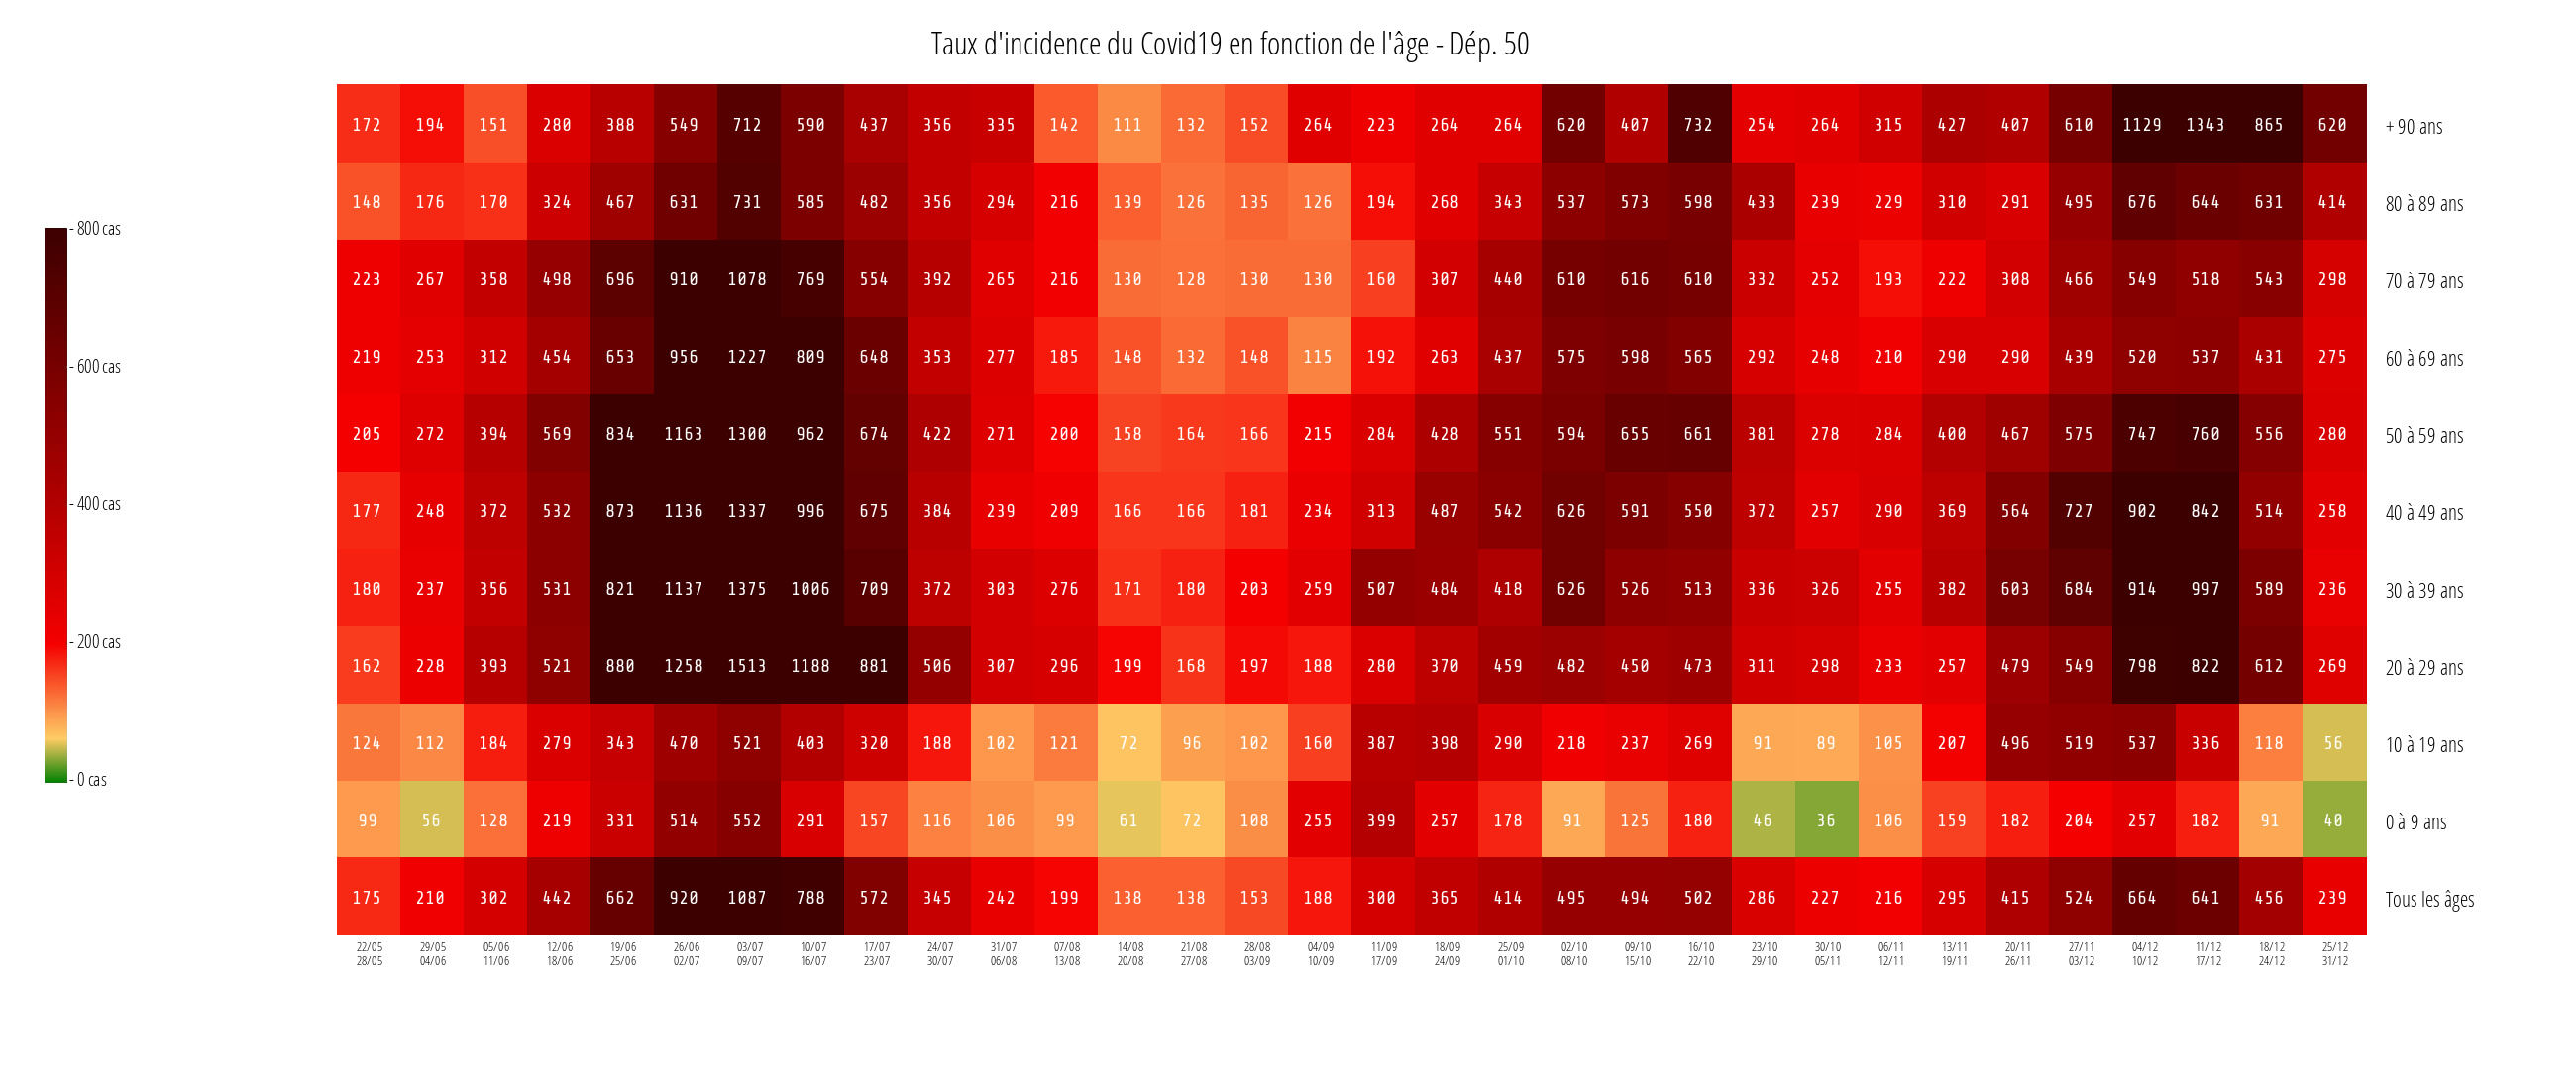 Taux d'incidence du Covid19 en fonction de l'âge - Dép. 50
- 800 cas
- 600 cas
- 400 cas
- 200 cas
- 0 cas
172 194 151 280 388 549 712 590 437 356 335 142 111 132 152 264 223 264 264 620 407 732 254 264 315 427 407 610 1129 1343 865 620 + 90 ans
148 176 170 324 467 631 731 585 482 356 294 216 139 126 135 126 194 268 343 537 573 598 433 239 229 310 291 495 676 644 631 414 80 à 89 ans
223 267 358 498 696 910 1078 769 554 392 265 216 130 128 130 130 160 307 440 610 616 610 332 252 193 222 308 466 549 518 543 298 70 à 79 ans
219 253 312 454 653 956 1227 809 648 353 277 185 148 132 148 115 192 263 437 575 598 565 292 248 210 290 290 439 520 537 431 275 60 à 69 ans
205 272 394 569 834 1163 1300 962 674 422 271 200 158 164 166 215 284 428 551 594 655 661 381 278 284 400 467 575 747 760 556 280 50 à 59 ans
177 248 372 532 873 1136 1337 996 675 384 239 209 166 166 181 234 313 487 542 626 591 550 372 257 290 369 564 727 902 842 514 258 40 à 49 ans
180 237 356 531 821 1137 1375 1006 709 372 303 276 171 180 203 259 507 484 418 626 526 513 336 326 255 382 603 684 914 997 589 236 30 à 39 ans
162 228 393 521 880 1258 1513 1188 881 506 307 296 199 168 197 188 280 370 459 482 450 473 311 298 233 257 479 549 798 822 612 269 20 à 29 ans
124 112 184 279 343 470 521 403 320 188 102 121 72 96 102 160 387 398 290 218 237 269 91 89 105 207 496 519 537 336 118 56 10 à 19 ans
99 56 128 219 331 514 552 291 157 116 106 99 61 72 108 255 399 257 178 91 125 180 46 36 106 159 182 204 257 182 91 40 0 à 9 ans
175 210 302 442 662 920 1087 788 572 345 242 199 138 138 153 188 300 365 414 495 494 502 286 227 216 295 415 524 664 641 456 239 Tous les âges
22/05 29/05 05/06 12/06 19/06 26/06 03/07 10/07 17/07 24/07 31/07 07/08 14/08 21/08 28/08 04/09 11/09 18/09 25/09 02/10 09/10 16/10 23/10 30/10 06/11 13/11 20/11 27/11 04/12 11/12 18/12 25/12
28/05 04/06 11/06 18/06 25/06 02/07 09/07 16/07 23/07 30/07 06/08 13/08 20/08 27/08 03/09 10/09 17/09 24/09 01/10 08/10 15/10 22/10 29/10 05/11 12/11 19/11 26/11 03/12 10/12 17/12 24/12 31/12